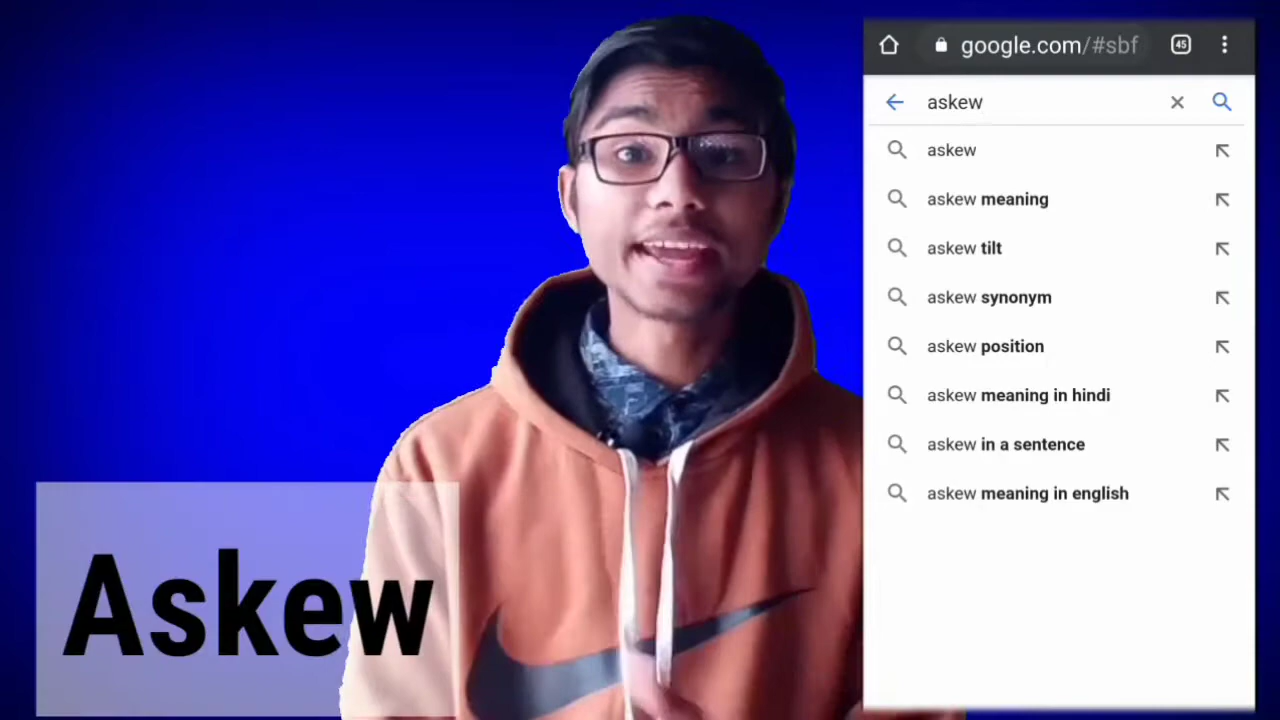 google.com/#sbf
45
askew
askew
askew meaning
askew tilt
askew synonym
askew position
askew meaning in hindi
askew in a sentence
askew meaning in english
Askew